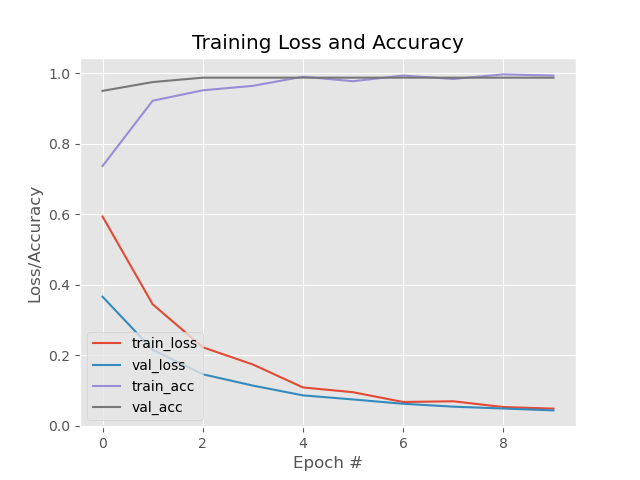 Training Loss and Accuracy
1.0
0.8
0.6
0.4
0.2
0.0
Loss/Accuracy
train_loss
val_loss
train_acc
val_acc
0 2 4 6 8
Epoch #